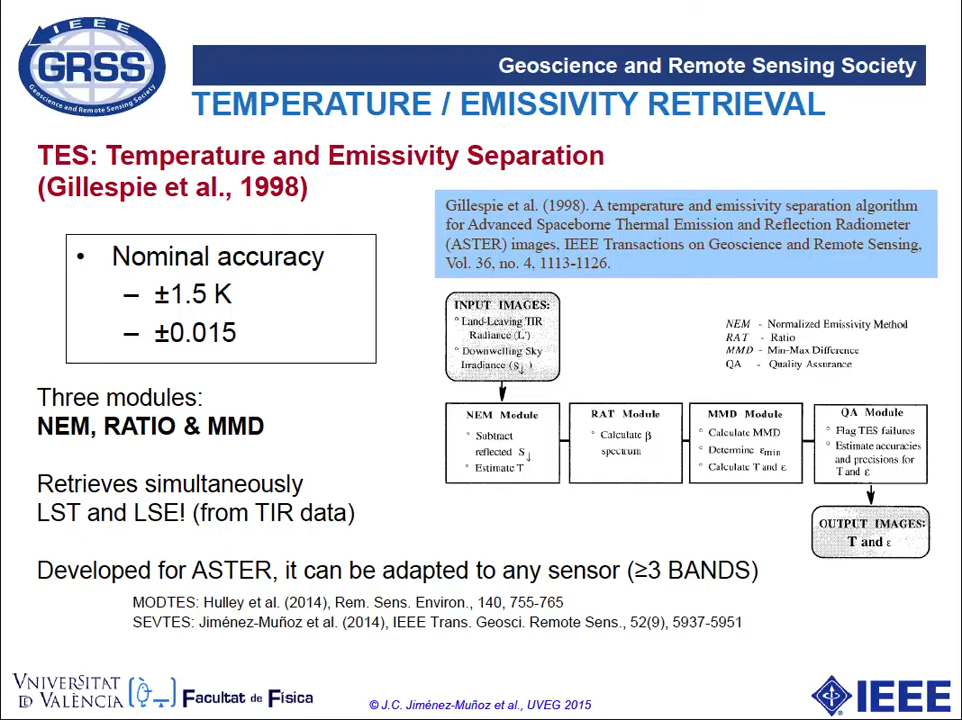 IEEE
GRSS
Geoscience and Remote Sensing Society
Geoscience and Remote Sensing Society
TEMPERATURE / EMISSIVITY RETRIEVAL
TES: Temperature and Emissivity Separation
(Gillespie et al., 1998)
Gillespie et al. (1998). A temperature and emissivity separation algorithm
for Advanced Spaceborne Thermal Emission and Reflection Radiometer
(ASTER) images, IEEE Transactions on Geoscience and Remote Sensing,
Vol. 36, no. 4, 1113-1126.
• Nominal accuracy
– ±1.5 K
– ±0.015
Three modules:
NEM, RATIO & MMD
Retrieves simultaneously
LST and LSE! (from TIR data)
INPUT IMAGES:
° Land-Leaving TIR
Radiance (L')
° Downwelling Sky
Irradiance (S↓)
NEM - Normalized Emissivity Method
RAT - Ratio
MMD - Min-Max Difference
QA - Quality Assurance
NEM Module
° Subtract
reflected S↓
° Estimate T
RAT Module
° Calculate β
spectrum
MMD Module
° Calculate MMD
° Determine εmin
° Calculate T and ε
QA Module
° Flag TES failures
° Estimate accuracies
and precisions for
T and ε
OUTPUT IMAGES:
T and ε
Developed for ASTER, it can be adapted to any sensor (≥3 BANDS)
MODTES: Hulley et al. (2014), Rem. Sens. Environ., 140, 755-765
SEVTES: Jiménez-Muñoz et al. (2014), IEEE Trans. Geosci. Remote Sens., 52(9), 5937-5951
VNIVERSITAT
DE VALÈNCIA
Facultat de Física
© J.C. Jiménez-Muñoz et al., UVEG 2015
IEEE